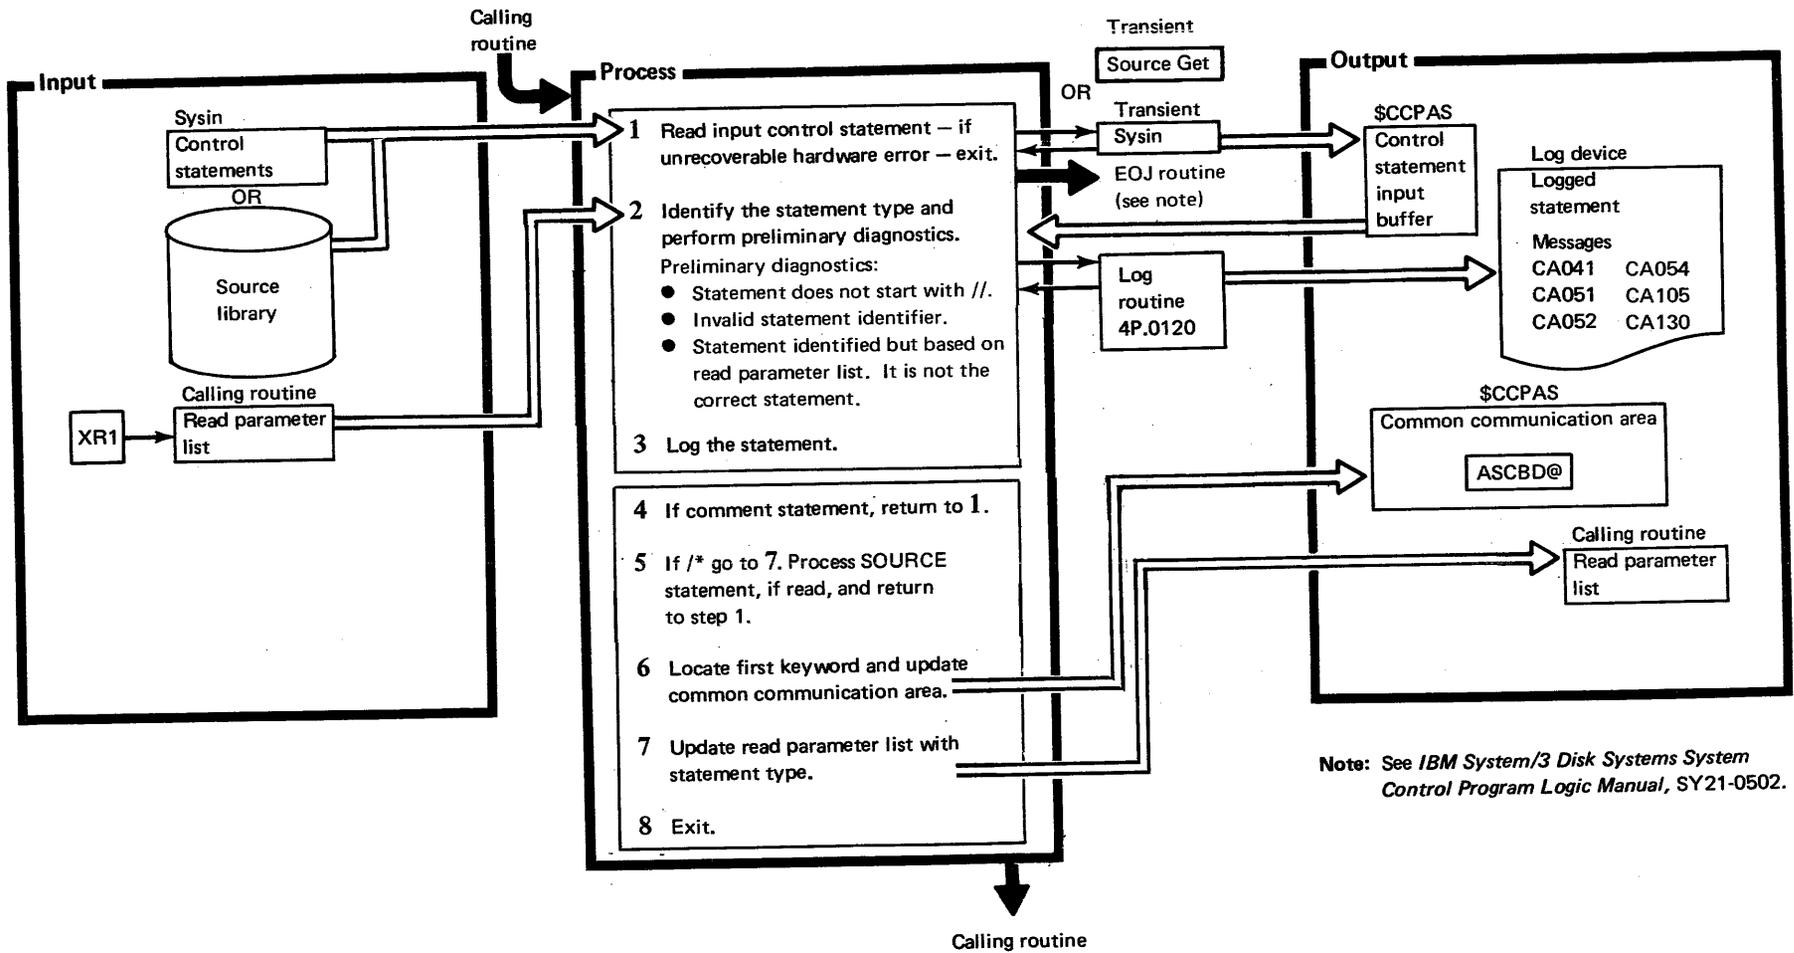 Calling
routine
Input
Sysin
Control
statements
OR
Source
library
Calling routine
XR1
Read parameter
list
Process
1 Read input control statement — if
unrecoverable hardware error — exit.
2 Identify the statement type and
perform preliminary diagnostics.
Preliminary diagnostics:
● Statement does not start with //.
● Invalid statement identifier.
● Statement identified but based on
read parameter list. It is not the
correct statement.
3 Log the statement.
4 If comment statement, return to 1.
5 If /* go to 7. Process SOURCE
statement, if read, and return
to step 1.
6 Locate first keyword and update
common communication area.
7 Update read parameter list with
statement type.
8 Exit.
Calling routine
Transient
Source Get
OR
Transient
Sysin
EOJ routine
(see note)
Log
routine
4P.0120
Output
$CCPAS
Control
statement
input
buffer
Log device
Logged
statement
Messages
CA041 CA054
CA051 CA105
CA052 CA130
$CCPAS
Common communication area
ASCBD@
Calling routine
Read parameter
list
Note: See IBM System/3 Disk Systems System
Control Program Logic Manual, SY21-0502.